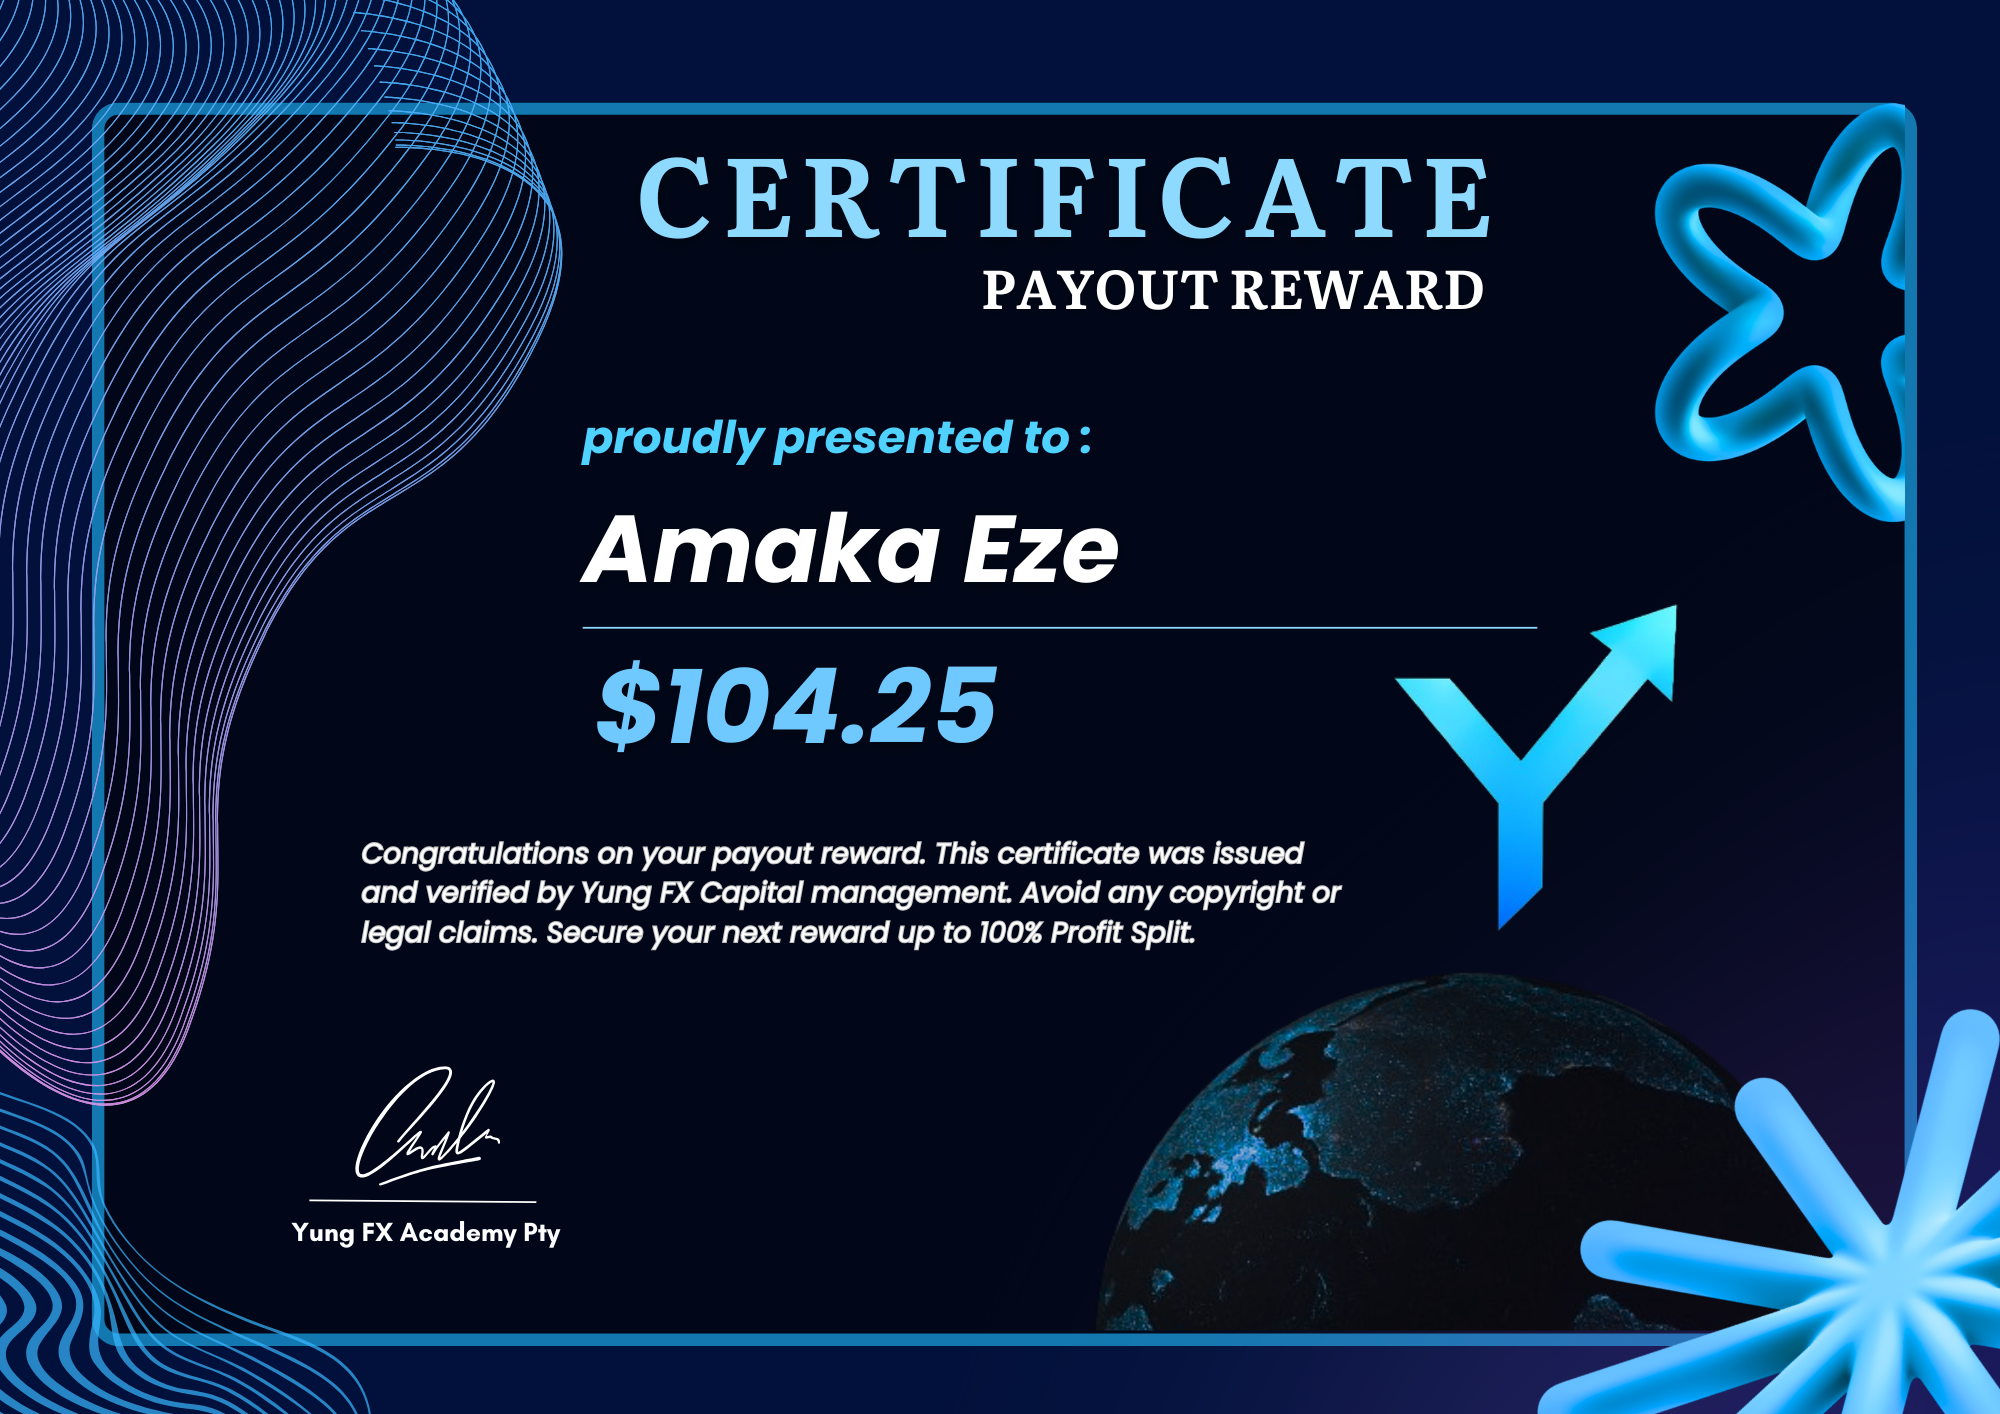 CERTIFICATE
PAYOUT REWARD
proudly presented to :
Amaka Eze
$104.25
Congratulations on your payout reward. This certificate was issued
and verified by Yung FX Capital management. Avoid any copyright or
legal claims. Secure your next reward up to 100% Profit Split.
Yung FX Academy Pty